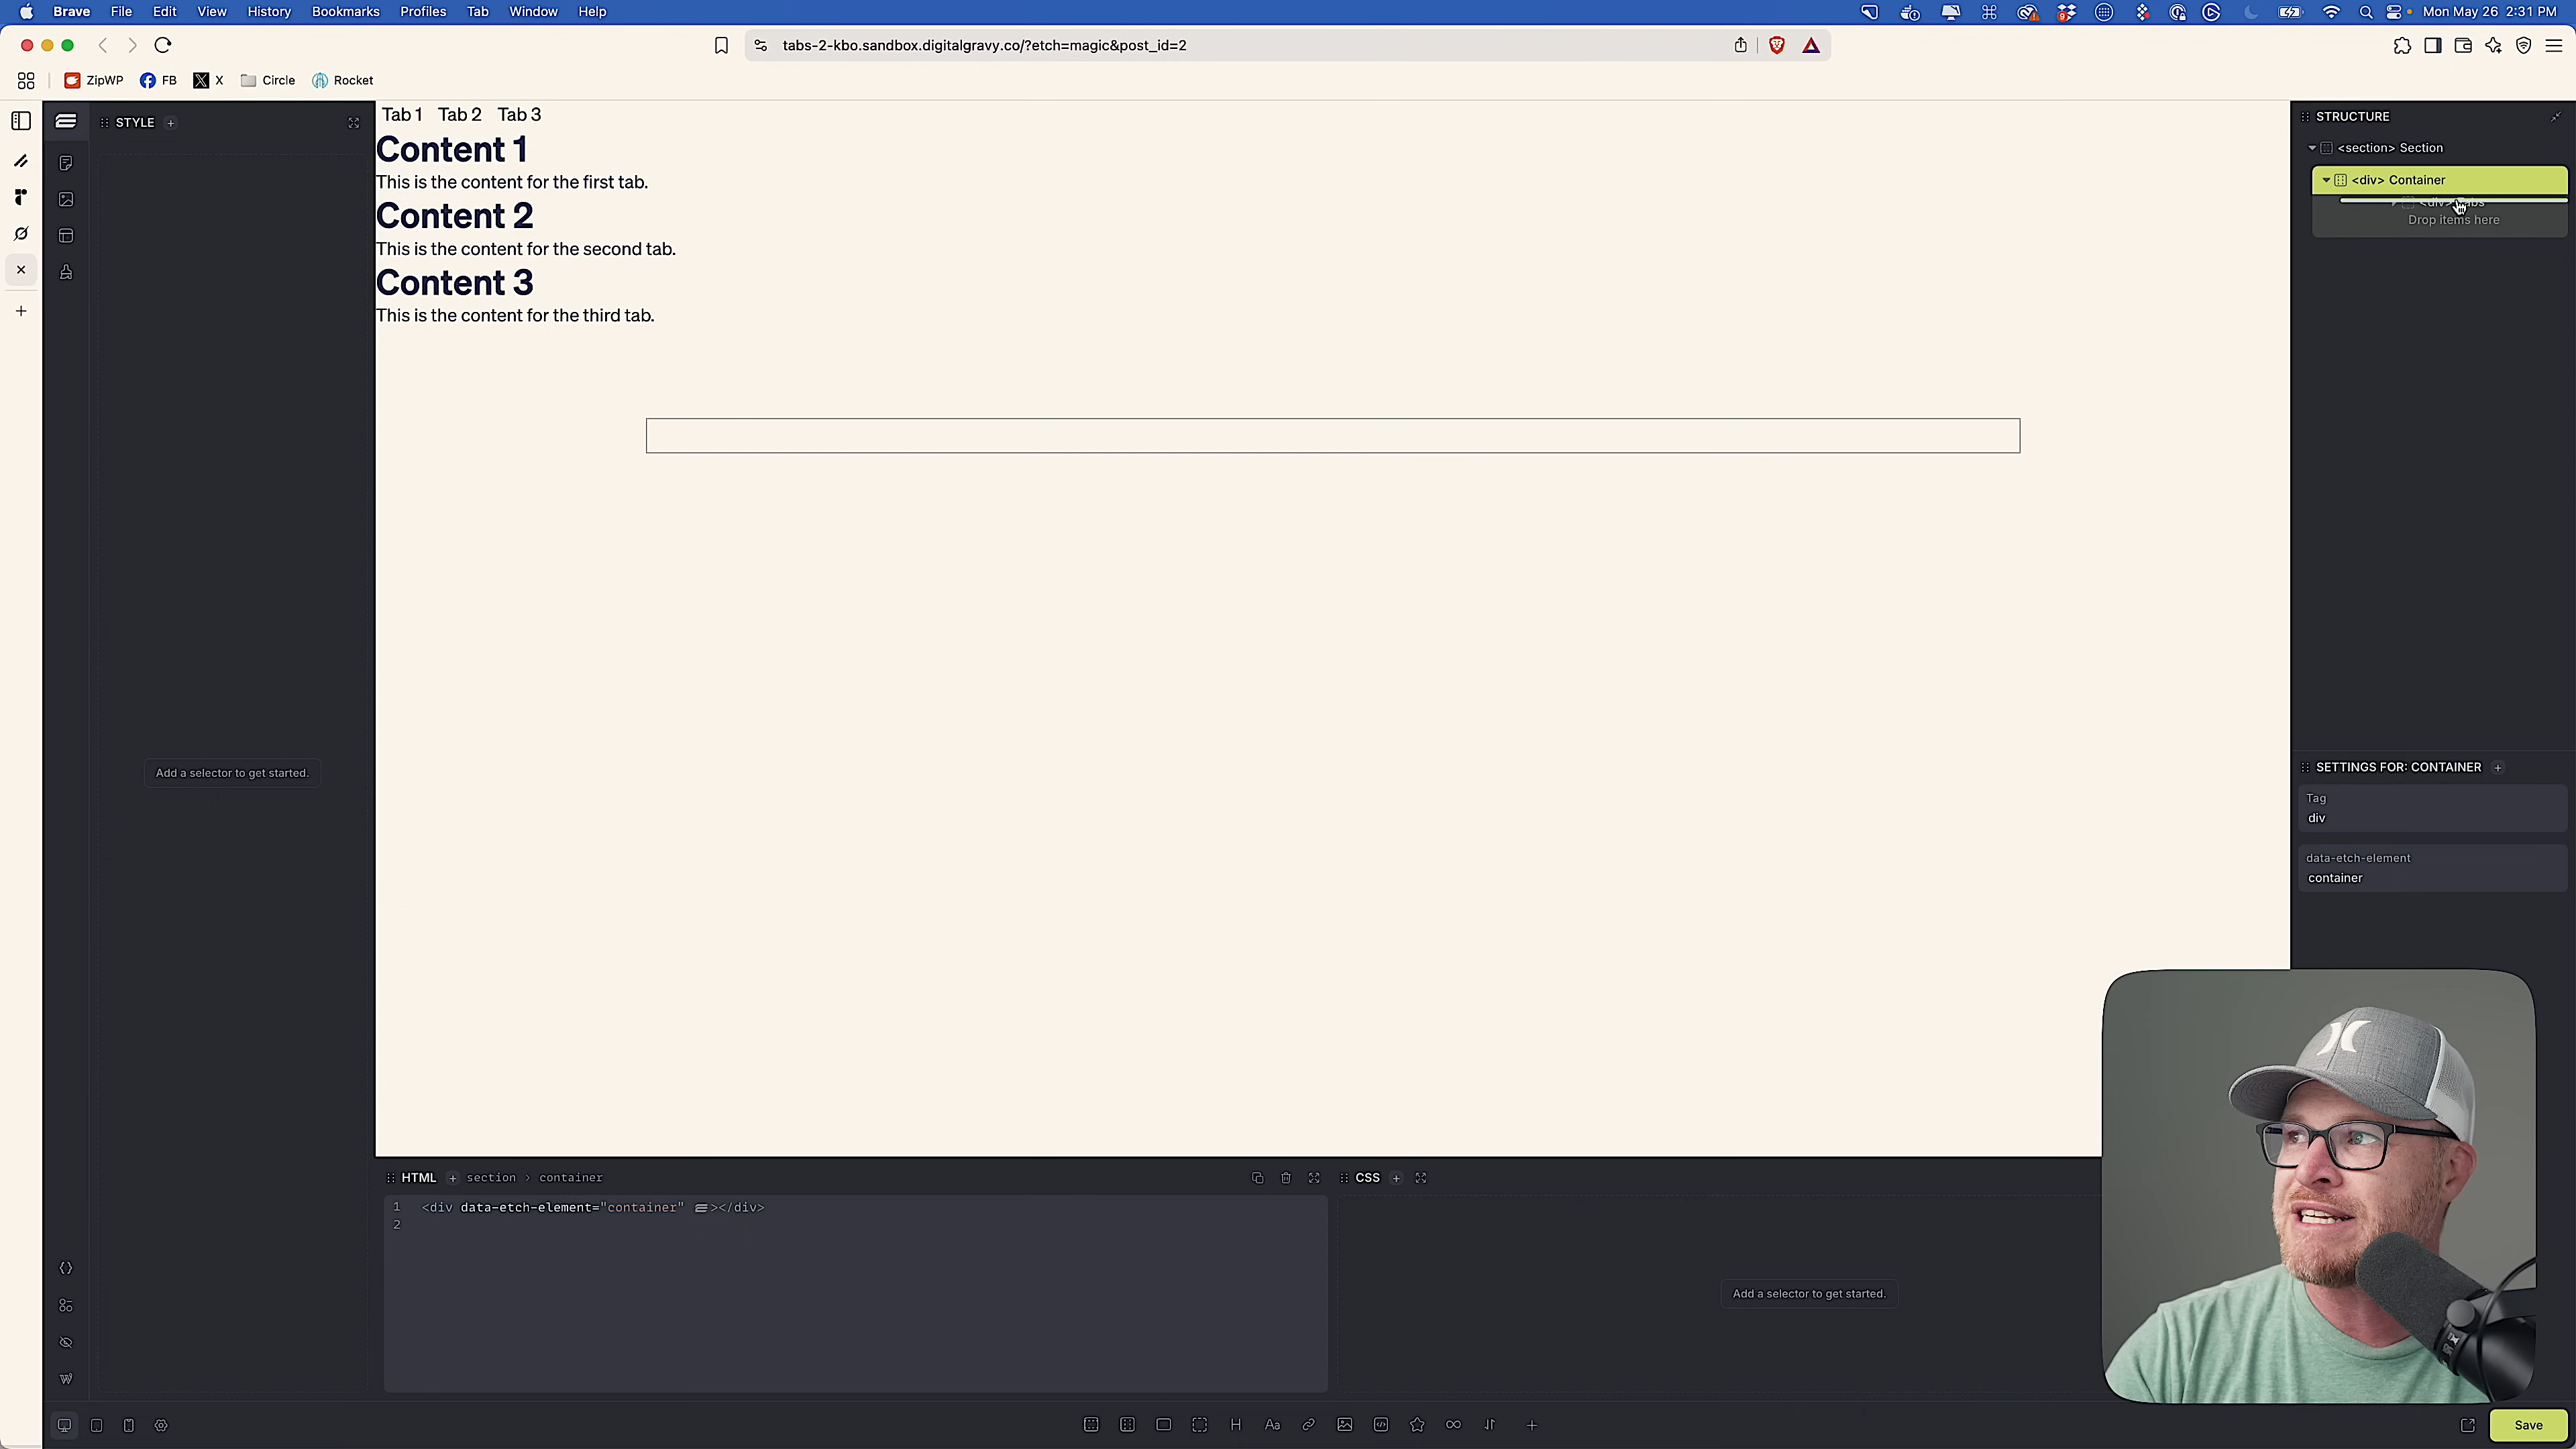 Brave File Edit View History Bookmarks Profiles Tab Window Help
Mon May 26 2:31 PM
tabs-2-kbo.sandbox.digitalgravy.co/?etch=magic&post_id=2
ZipWP FB X Circle Rocket
STYLE +
Tab 1 Tab 2 Tab 3
Content 1
This is the content for the first tab.
Content 2
This is the content for the second tab.
Content 3
This is the content for the third tab.
Add a selector to get started.
STRUCTURE
<section> Section
<div> Container
Drop items here
SETTINGS FOR: CONTAINER +
Tag
div
data-etch-element
container
HTML + section > container
1 <div data-etch-element="container" ></div>
2
CSS +
Add a selector to get started.
Save